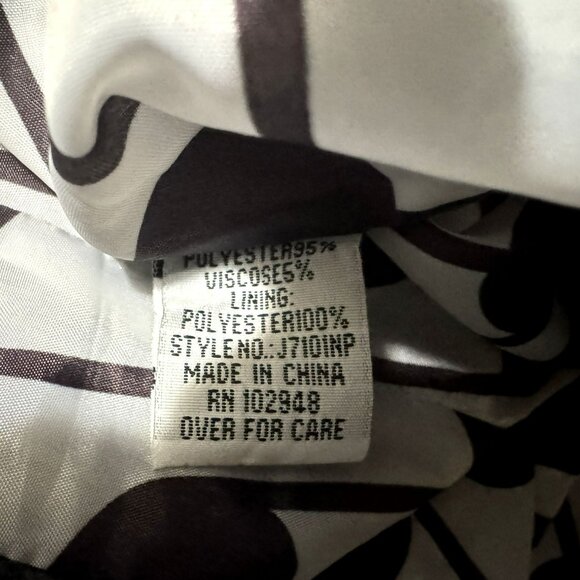 POLYESTER95%
VISCOSE5%
LINING:
POLYESTER100%
STYLE NO.:J7101NP
MADE IN CHINA
RN 102948
OVER FOR CARE